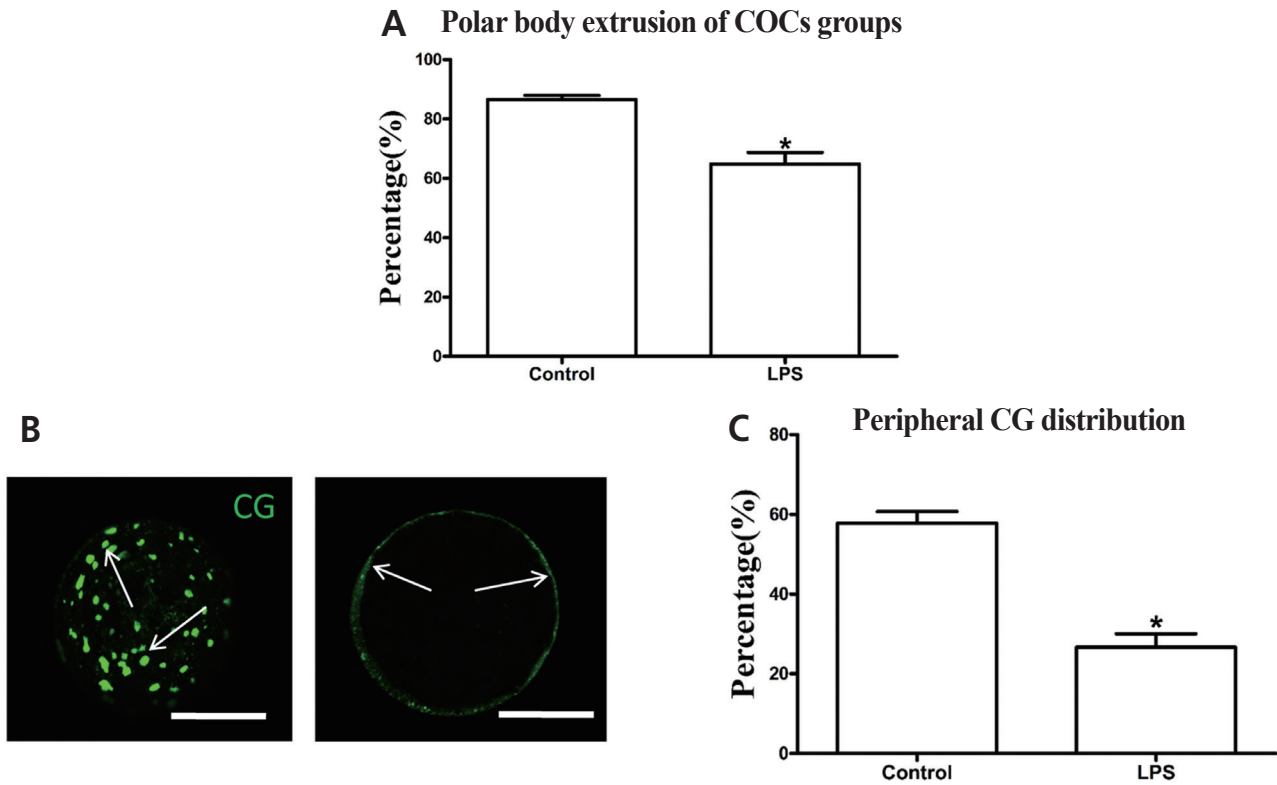 A Polar body extrusion of COCs groups
100
80
60
40
20
0
Percentage(%)
*
Control LPS
B
CG
C Peripheral CG distribution
80
60
40
20
0
Percentage(%)
*
Control LPS